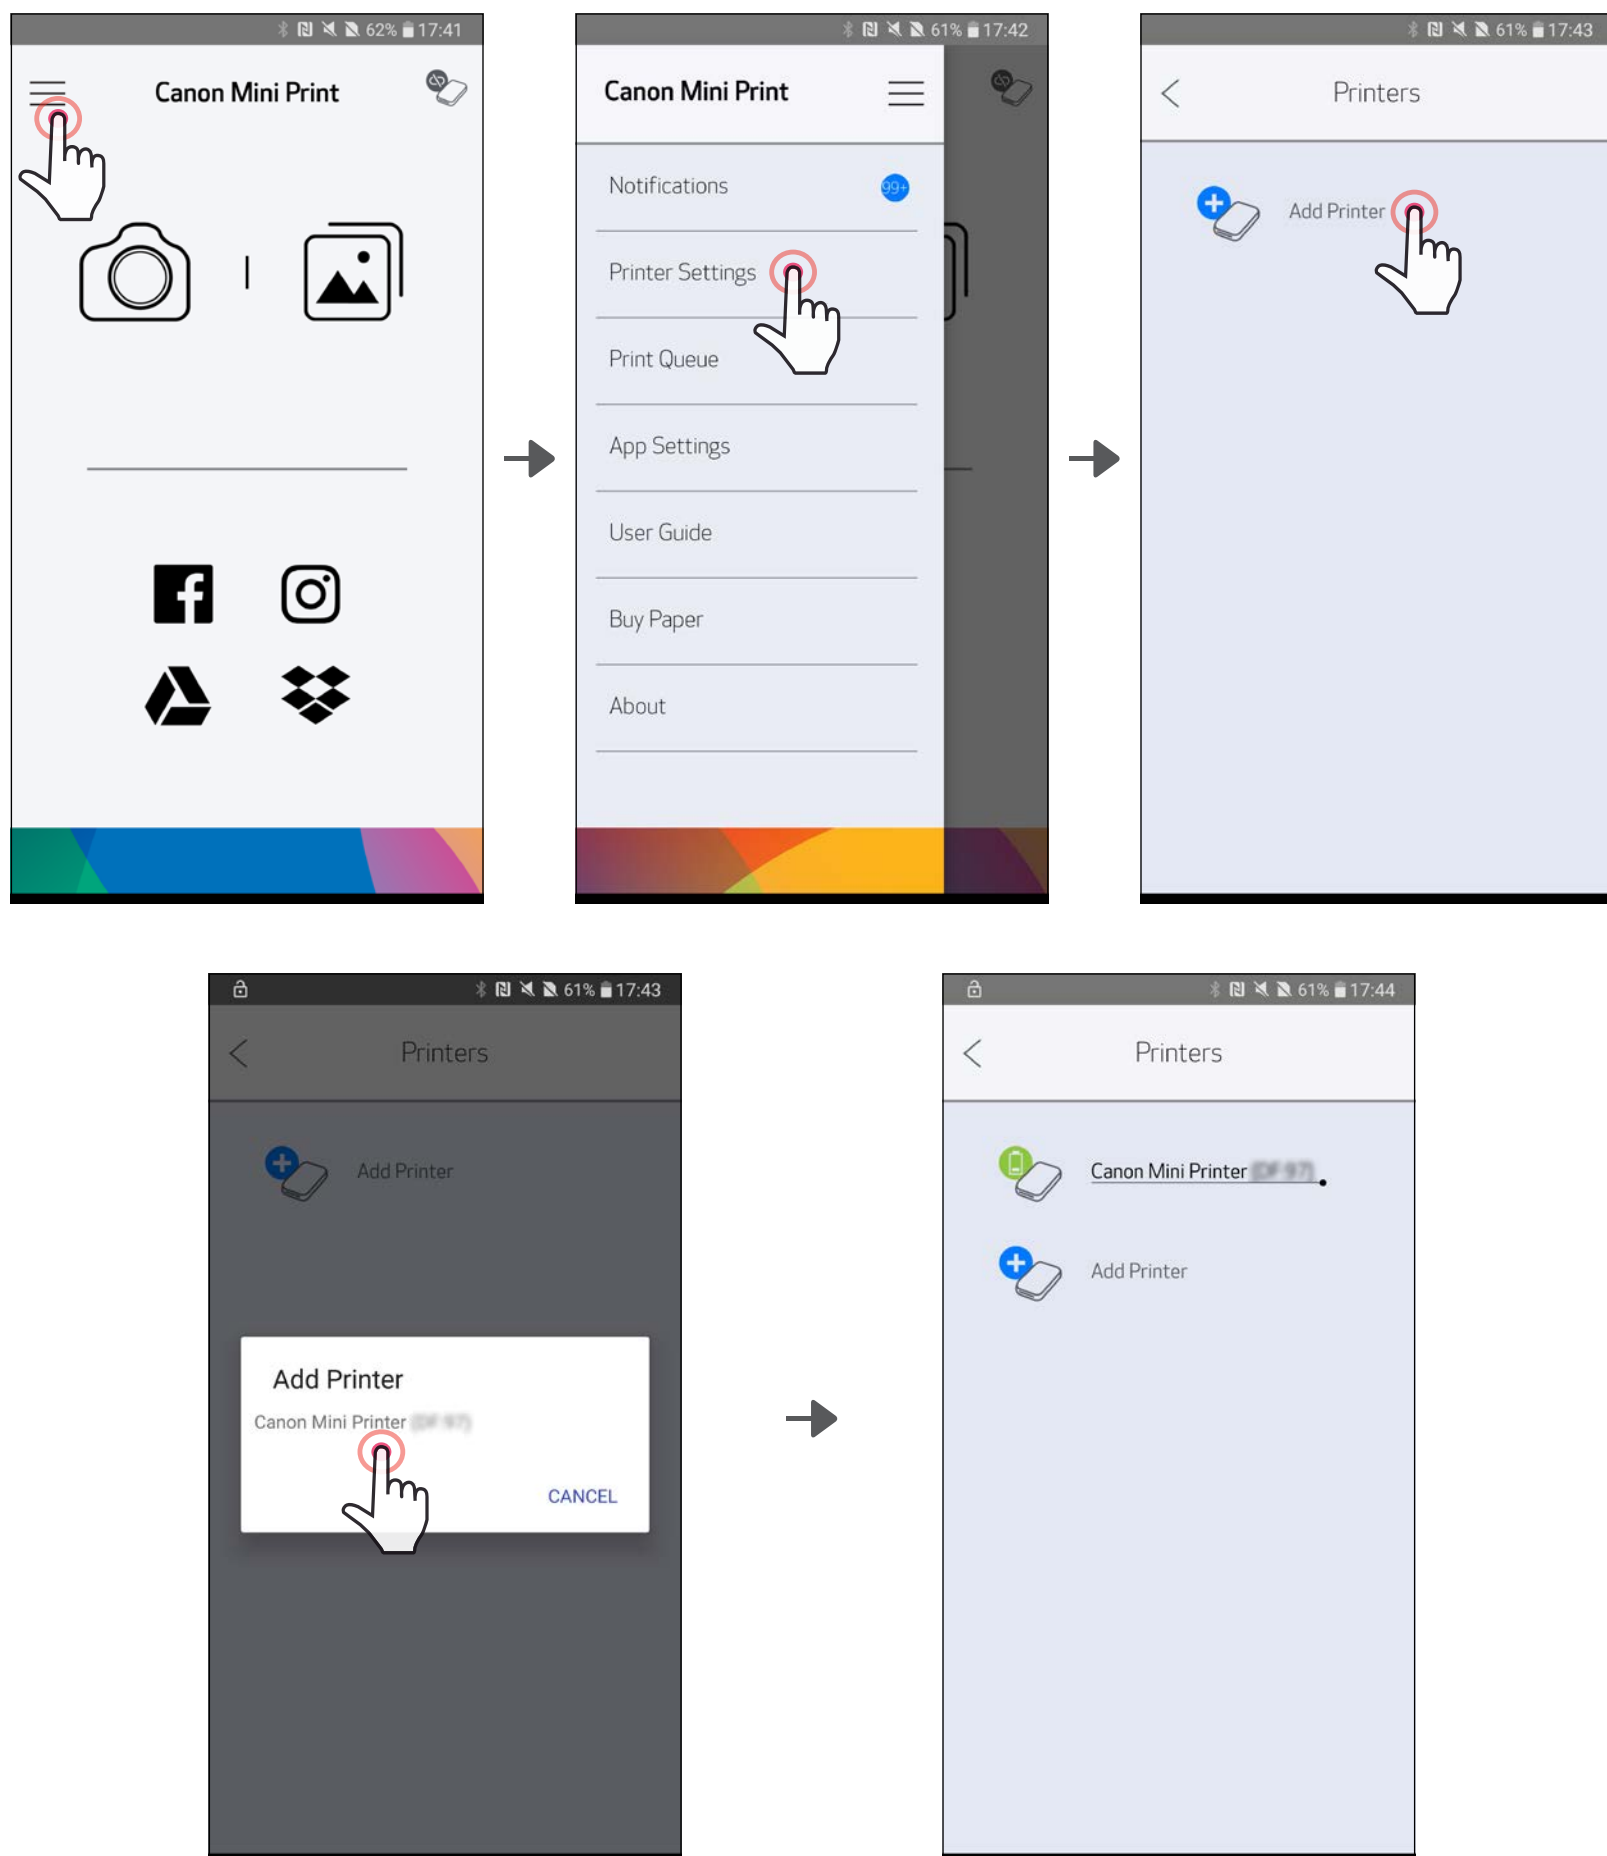 62% 17:41
Canon Mini Print
61% 17:42
Canon Mini Print
Notifications 99+
Printer Settings
Print Queue
App Settings
User Guide
Buy Paper
About
61% 17:43
Printers
Add Printer
61% 17:43
Printers
Add Printer
Add Printer
Canon Mini Printer
CANCEL
61% 17:44
Printers
Canon Mini Printer
Add Printer